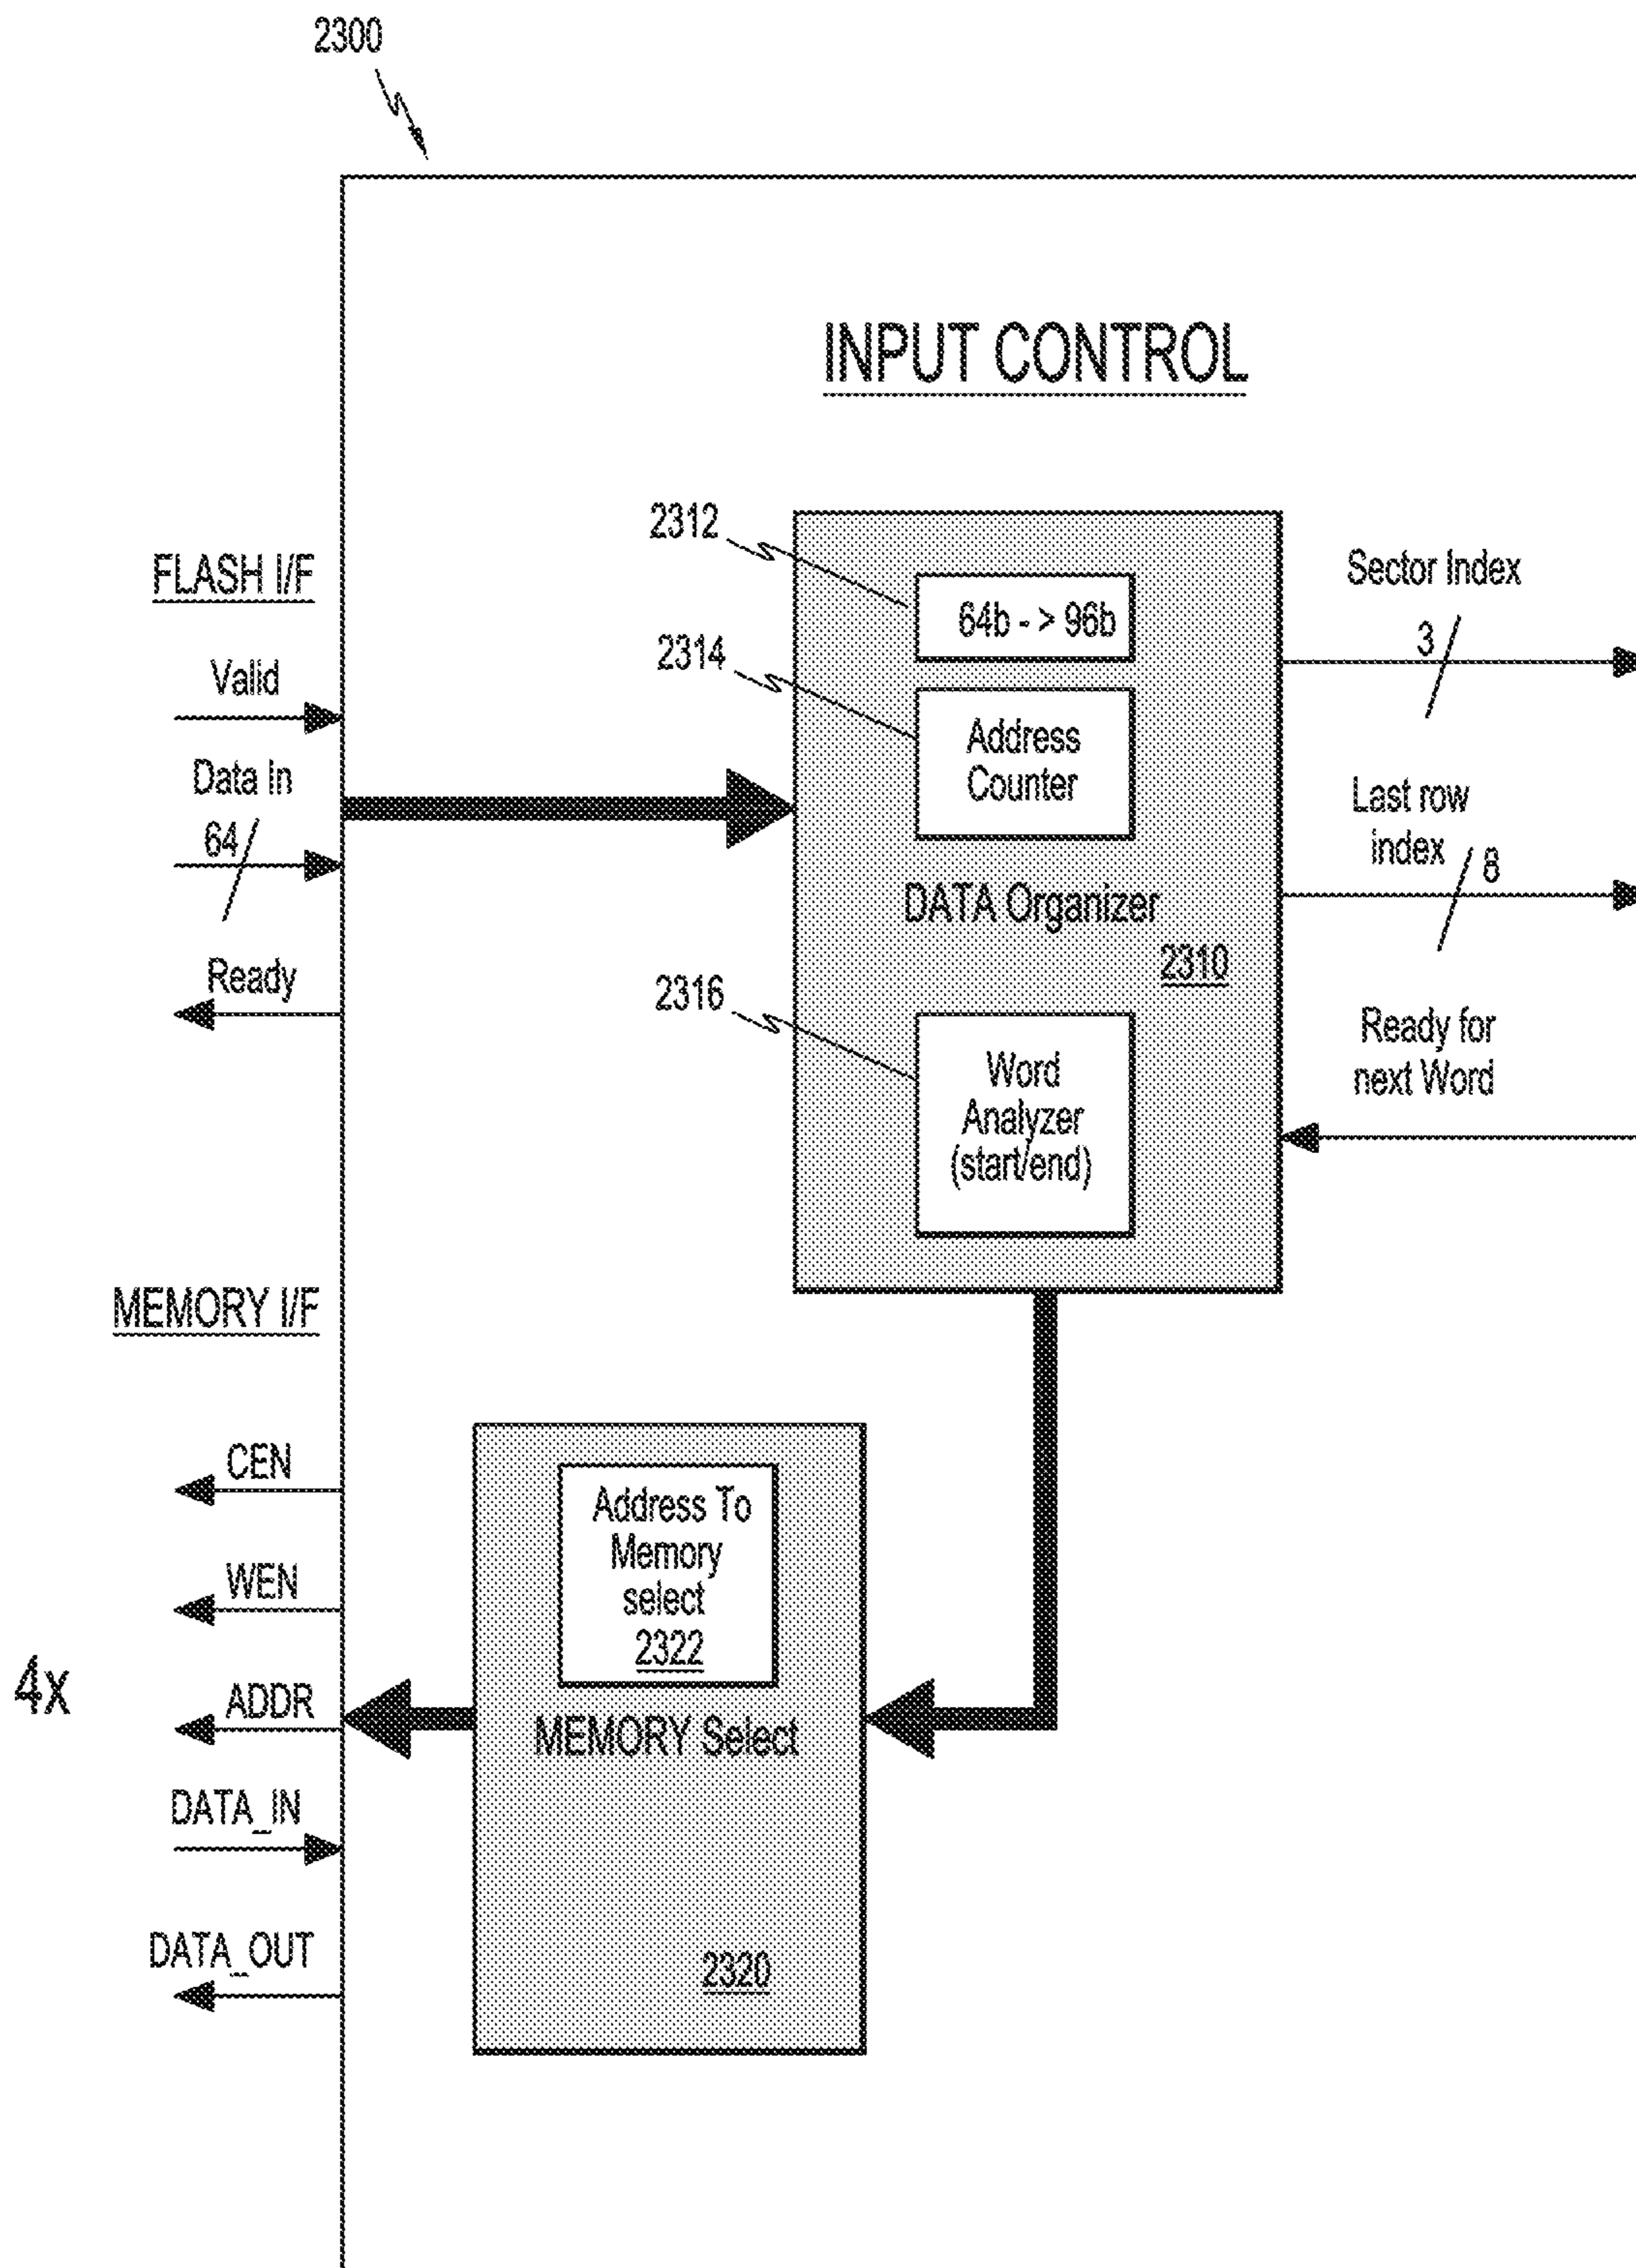 2300
INPUT CONTROL
FLASH I/F
Valid
Data In
64
Ready
2312
64b - > 96b
2314
Address
Counter
DATA Organizer
2310
2316
Word
Analyzer
(start/end)
Sector Index
3
Last row
index
8
Ready for
next Word
MEMORY I/F
CEN
WEN
4x
ADDR
DATA_IN
DATA_OUT
Address To
Memory
select
2322
MEMORY Select
2320